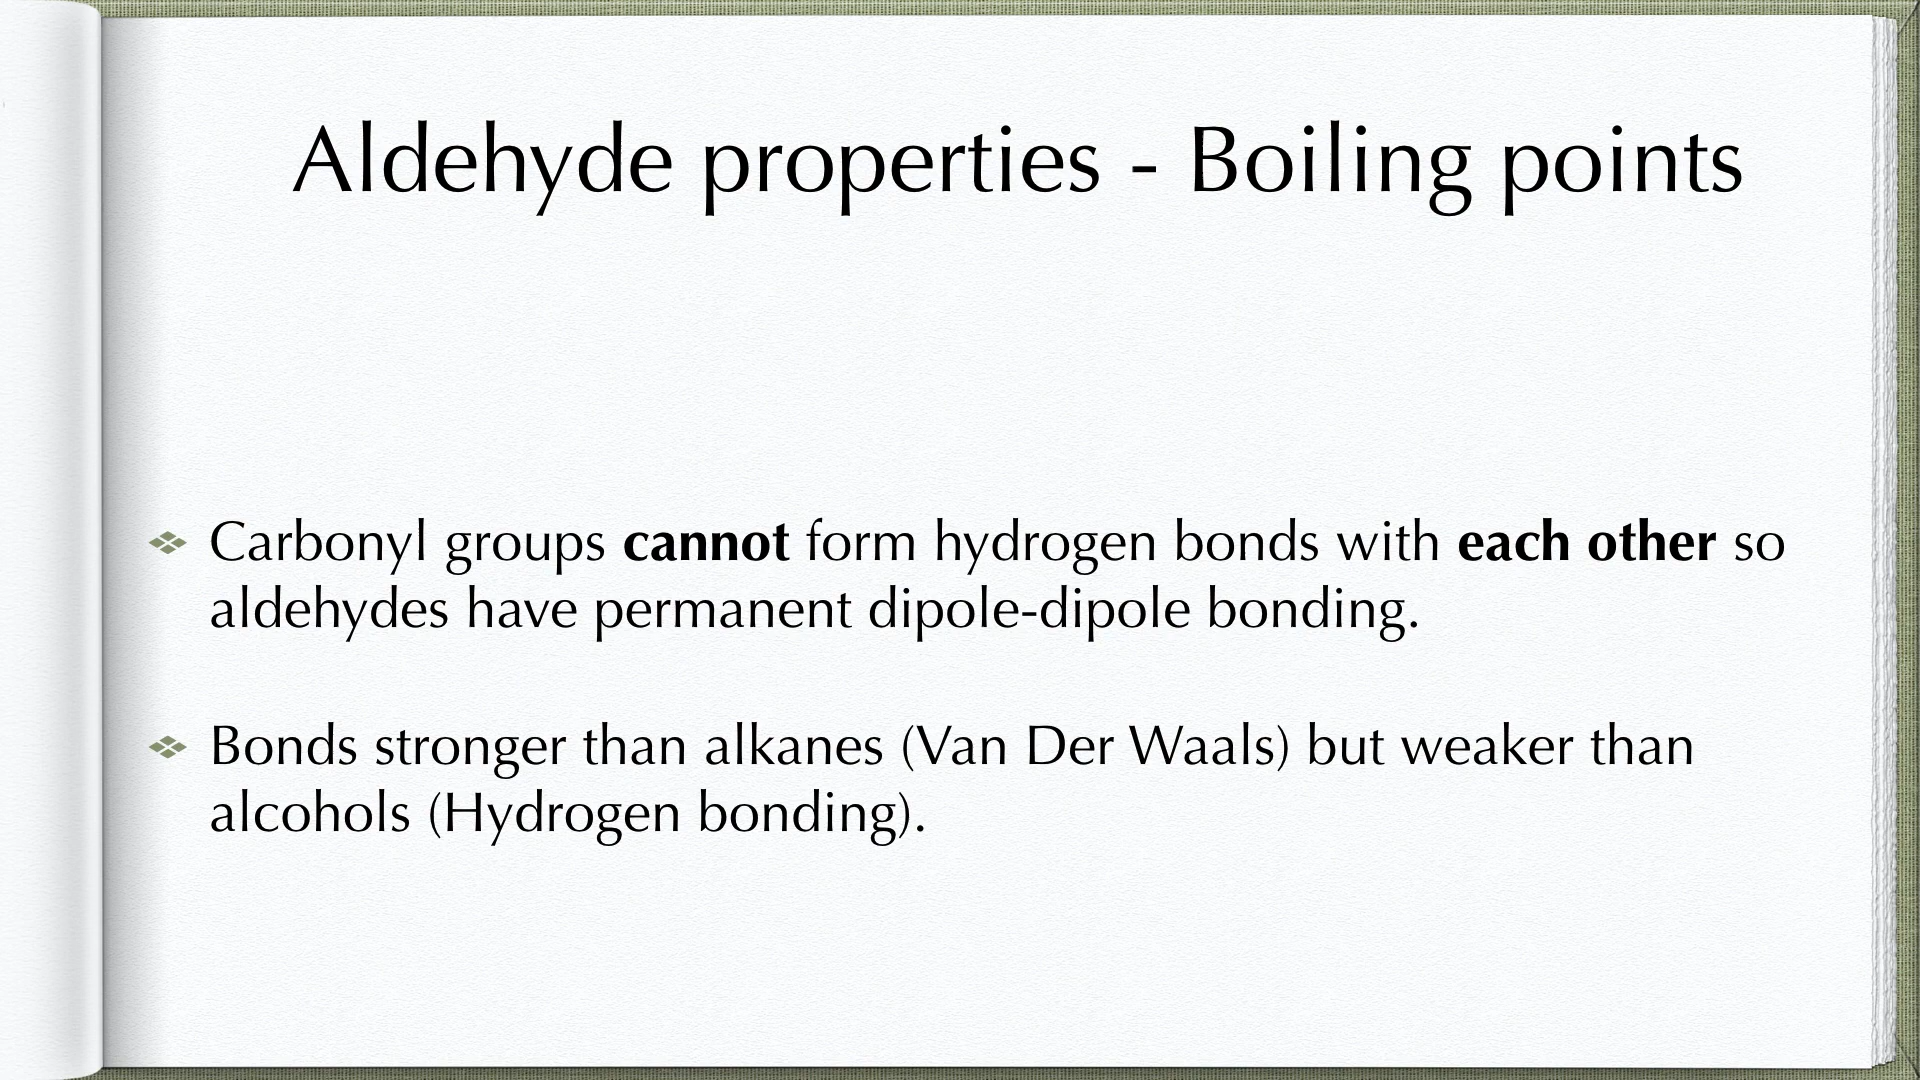 Aldehyde properties - Boiling points
Carbonyl groups cannot form hydrogen bonds with each other so
aldehydes have permanent dipole-dipole bonding.
Bonds stronger than alkanes (Van Der Waals) but weaker than
alcohols (Hydrogen bonding).